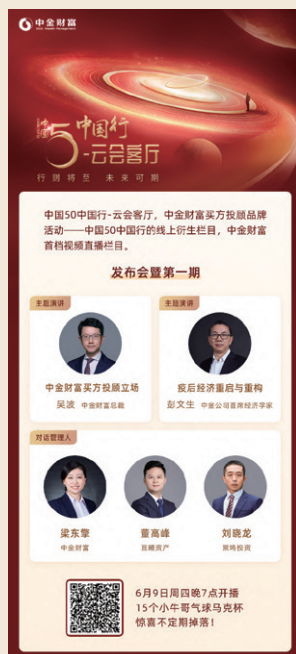 中金财富
中国
50
中国行
-云会客厅
行则将至 未来可期
中国50中国行-云会客厅，中金财富买方投顾品牌
活动——中国50中国行的线上衍生栏目，中金财富
首档视频直播栏目。
发布会暨第一期
主题演讲
中金财富买方投顾立场
吴波 中金财富总裁
主题演讲
疫后经济重启与重构
彭文生 中金公司首席经济学家
对话管理人
梁东擎
中金财富
董高峰
亘曦资产
刘晓龙
聚鸣投资
6月9日周四晚7点开播
15个小牛哥气球马克杯
惊喜不定期掉落！